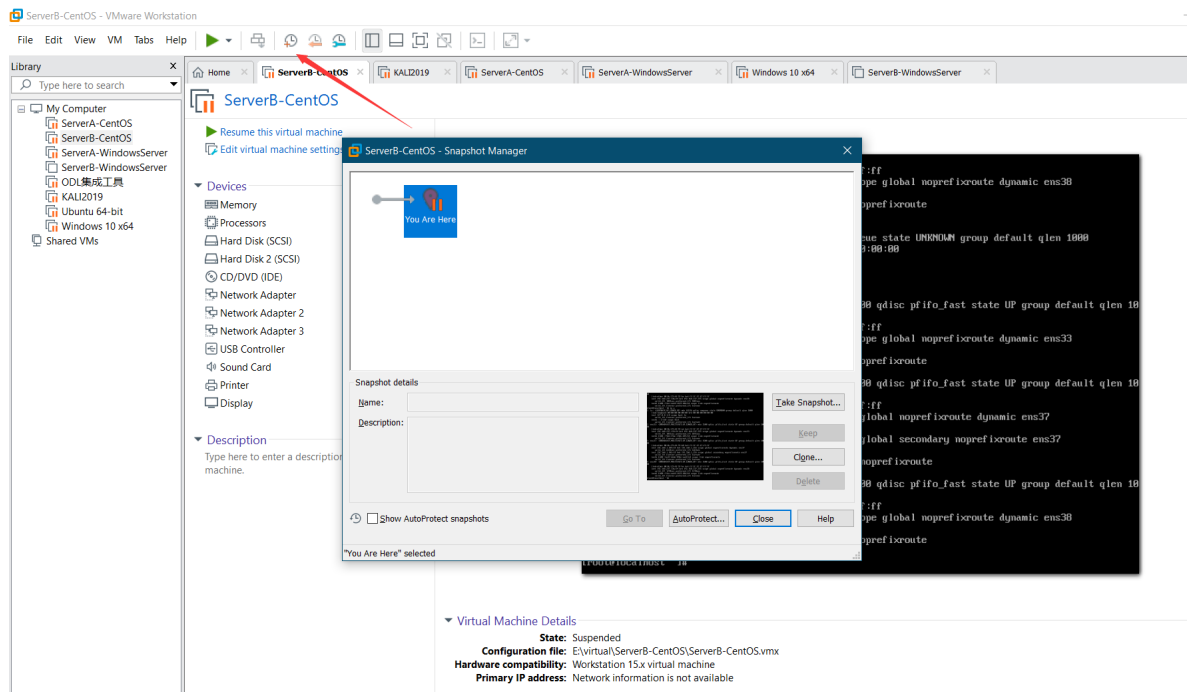 ServerB-CentOS - VMware Workstation
File Edit View VM Tabs Help
Library
Type here to search
My Computer
ServerA-CentOS
ServerB-CentOS
ServerA-WindowsServer
ServerB-WindowsServer
ODL集成工具
KALI2019
Ubuntu 64-bit
Windows 10 x64
Shared VMs
Home ServerB-CentOS KALI2019 ServerA-CentOS ServerA-WindowsServer Windows 10 x64 ServerB-WindowsServer
ServerB-CentOS
Resume this virtual machine
Edit virtual machine settings
Devices
Memory
Processors
Hard Disk (SCSI)
Hard Disk 2 (SCSI)
CD/DVD (IDE)
Network Adapter
Network Adapter 2
Network Adapter 3
USB Controller
Sound Card
Printer
Display
Description
Type here to enter a description
machine.
ServerB-CentOS - Snapshot Manager
You Are Here
Snapshot details
Name:
Description:
Take Snapshot...
Keep
Clone...
Delete
Show AutoProtect snapshots
Go To AutoProtect... Close Help
"You Are Here" selected
f:ff
ope global noprefixroute dynamic ens38
oprefixroute
eue state UNKNOWN group default qlen 1000
0:00:00
00 qdisc pfifo_fast state UP group default qlen 10
f:ff
ope global noprefixroute dynamic ens33
oprefixroute
00 qdisc pfifo_fast state UP group default qlen 10
f:ff
global noprefixroute dynamic ens37
global secondary noprefixroute ens37
noprefixroute
00 qdisc pfifo_fast state UP group default qlen 10
f:ff
ope global noprefixroute dynamic ens38
oprefixroute
[root@localhost ~]#
Virtual Machine Details
State: Suspended
Configuration file: E:\virtual\ServerB-CentOS\ServerB-CentOS.vmx
Hardware compatibility: Workstation 15.x virtual machine
Primary IP address: Network information is not available